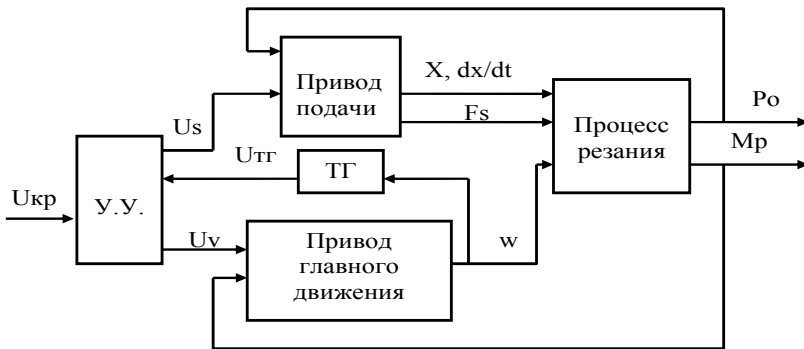 Привод
подачи
X, dx/dt
Fs
Процесс
резания
Po
Mp
Us
Uтг
ТГ
Uкр
У.У.
Uv
Привод
главного
движения
w